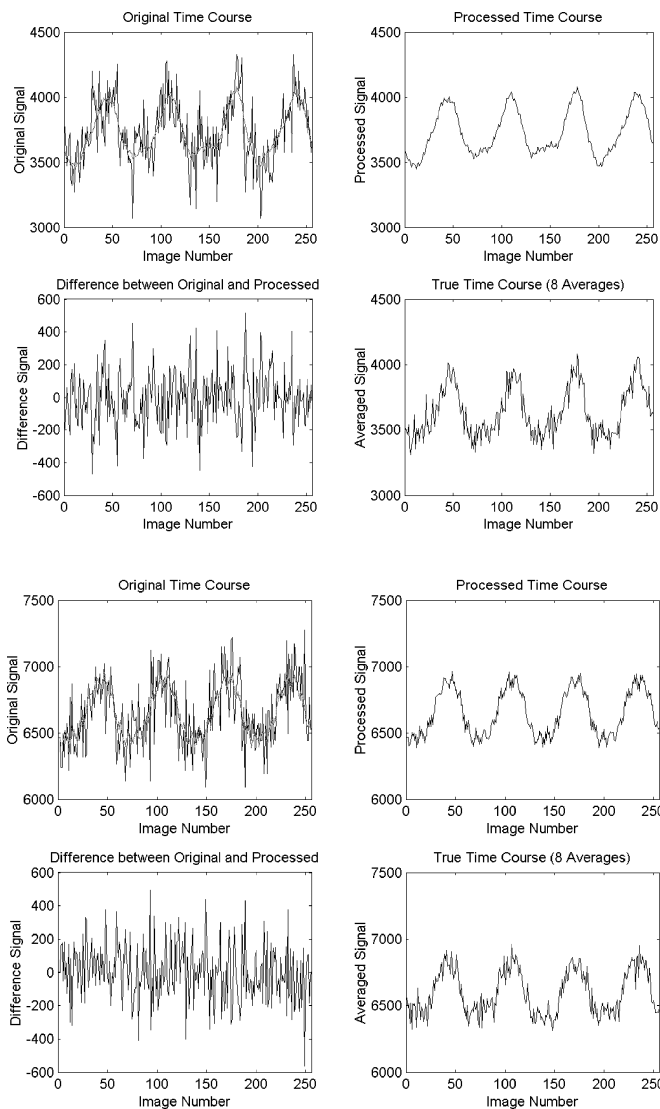 Original Time Course
Processed Time Course
4500
4000
3500
3000
Original Signal
0 50 100 150 200 250
Image Number
4500
4000
3500
3000
Processed Signal
0 50 100 150 200 250
Image Number
Difference between Original and Processed
True Time Course (8 Averages)
600
400
200
0
-200
-400
-600
Difference Signal
0 50 100 150 200 250
Image Number
4500
4000
3500
3000
Averaged Signal
0 50 100 150 200 250
Image Number
Original Time Course
Processed Time Course
7500
7000
6500
6000
Original Signal
0 50 100 150 200 250
Image Number
7500
7000
6500
6000
Processed Signal
0 50 100 150 200 250
Image Number
Difference between Original and Processed
True Time Course (8 Averages)
600
400
200
0
-200
-400
-600
Difference Signal
0 50 100 150 200 250
Image Number
7500
7000
6500
6000
Averaged Signal
0 50 100 150 200 250
Image Number